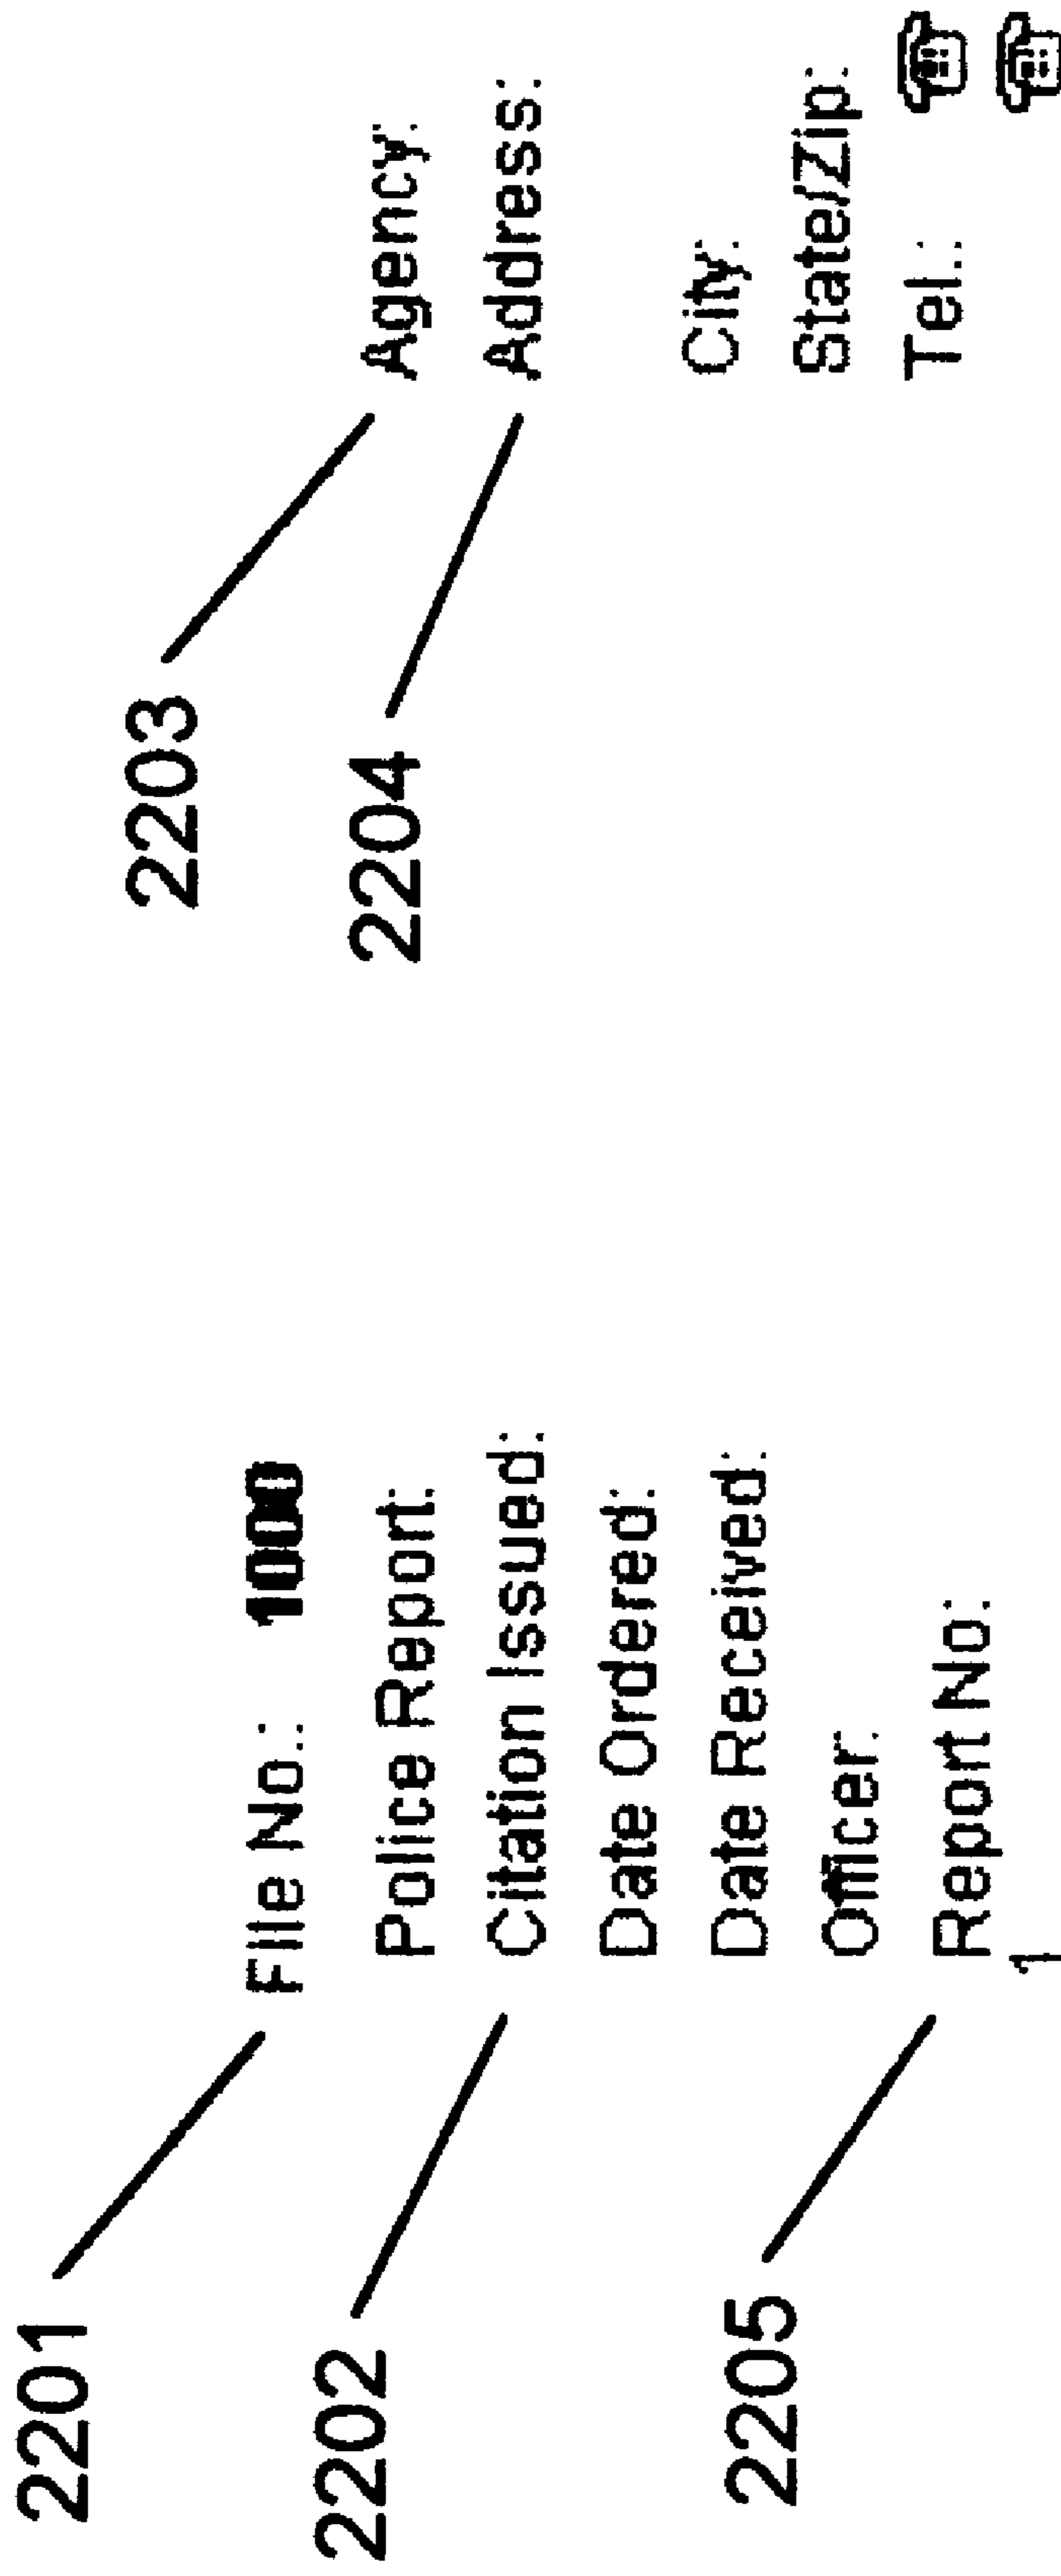 2201
File No.: 1000
Police Report:
2202
Citation Issued:
Date Ordered:
Date Received:
Officer:
2205
Report No:
1
2203
Agency:
2204
Address:
City:
State/Zip:
Tel.: